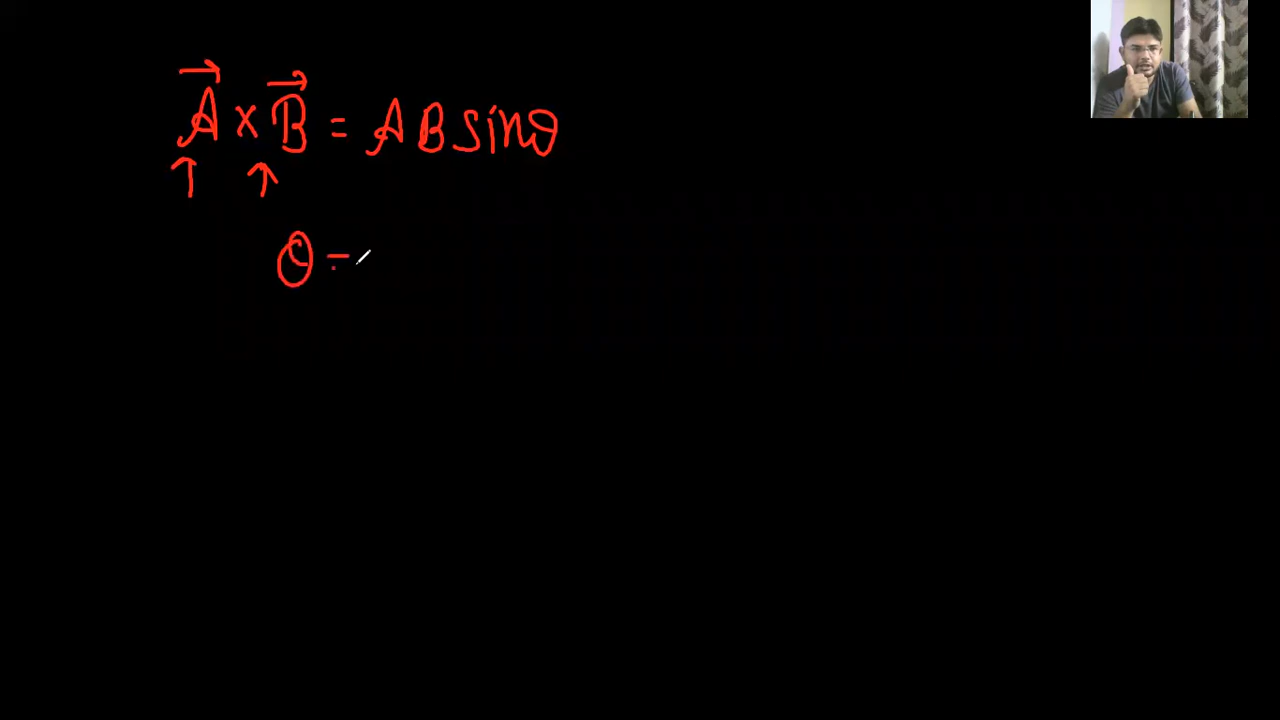 A⃗ × B⃗ = AB sinθ
↑ ↑
θ =